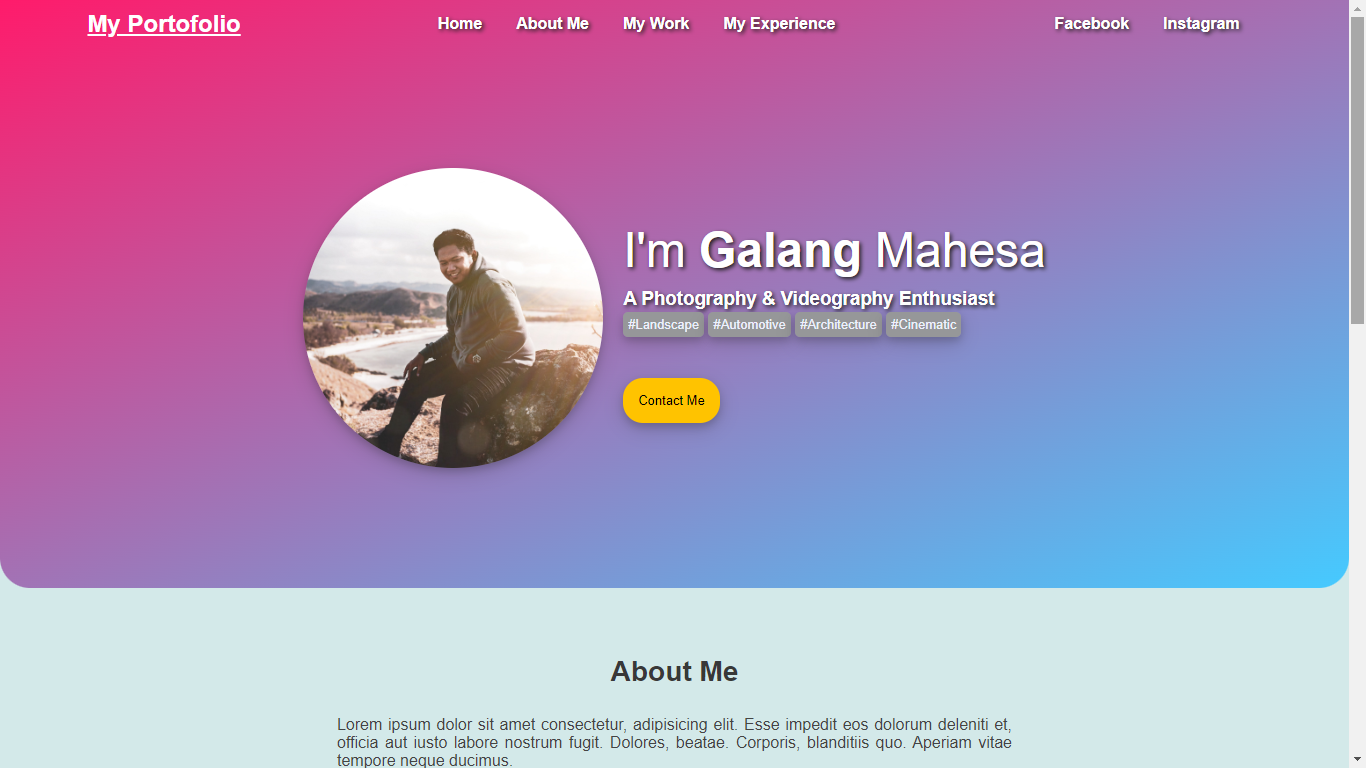 My Portofolio Home About Me My Work My Experience Facebook Instagram
I'm Galang Mahesa
A Photography & Videography Enthusiast
#Landscape #Automotive #Architecture #Cinematic
Contact Me
About Me
Lorem ipsum dolor sit amet consectetur, adipisicing elit. Esse impedit eos dolorum deleniti et,
officia aut iusto labore nostrum fugit. Dolores, beatae. Corporis, blanditiis quo. Aperiam vitae
tempore neque ducimus.